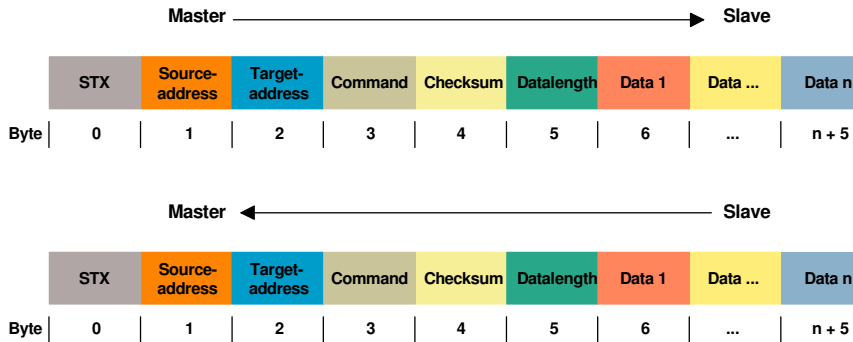 Master Slave
STX Source-address Target-address Command Checksum Datalength Data 1 Data ... Data n
Byte 0 1 2 3 4 5 6 ... n + 5
Master Slave
STX Source-address Target-address Command Checksum Datalength Data 1 Data ... Data n
Byte 0 1 2 3 4 5 6 ... n + 5